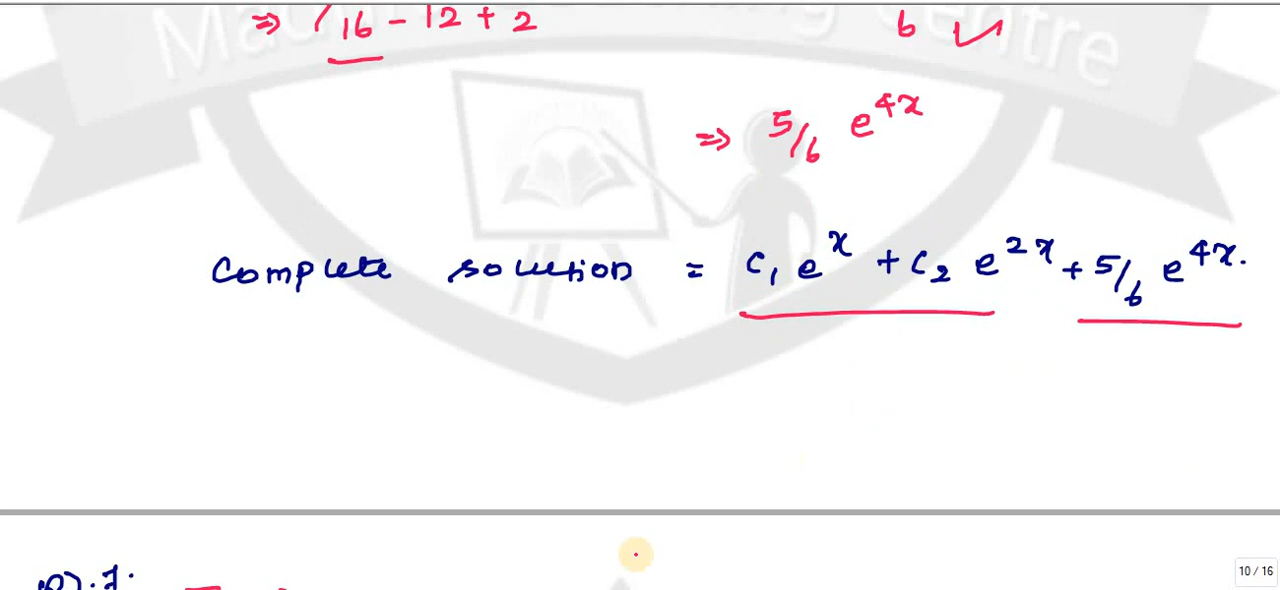 ⇒ 16 - 12 + 2
6
⇒ 5/6 e^4x
complete solution = c₁ e^x + c₂ e^2x + 5/6 e^4x.
10 / 16